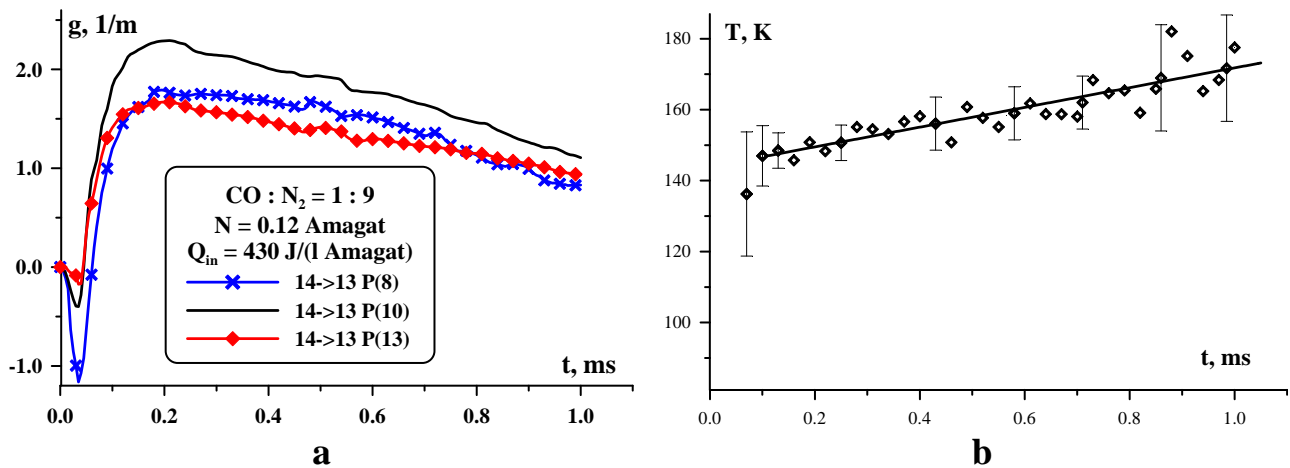 g, 1/m
2.0
1.0
0.0
-1.0
CO : N₂ = 1 : 9
N = 0.12 Amagat
Qin = 430 J/(l Amagat)
14->13 P(8)
14->13 P(10)
14->13 P(13)
t, ms
0.0 0.2 0.4 0.6 0.8 1.0
a
T, K
180
160
140
120
100
t, ms
0.0 0.2 0.4 0.6 0.8 1.0
b